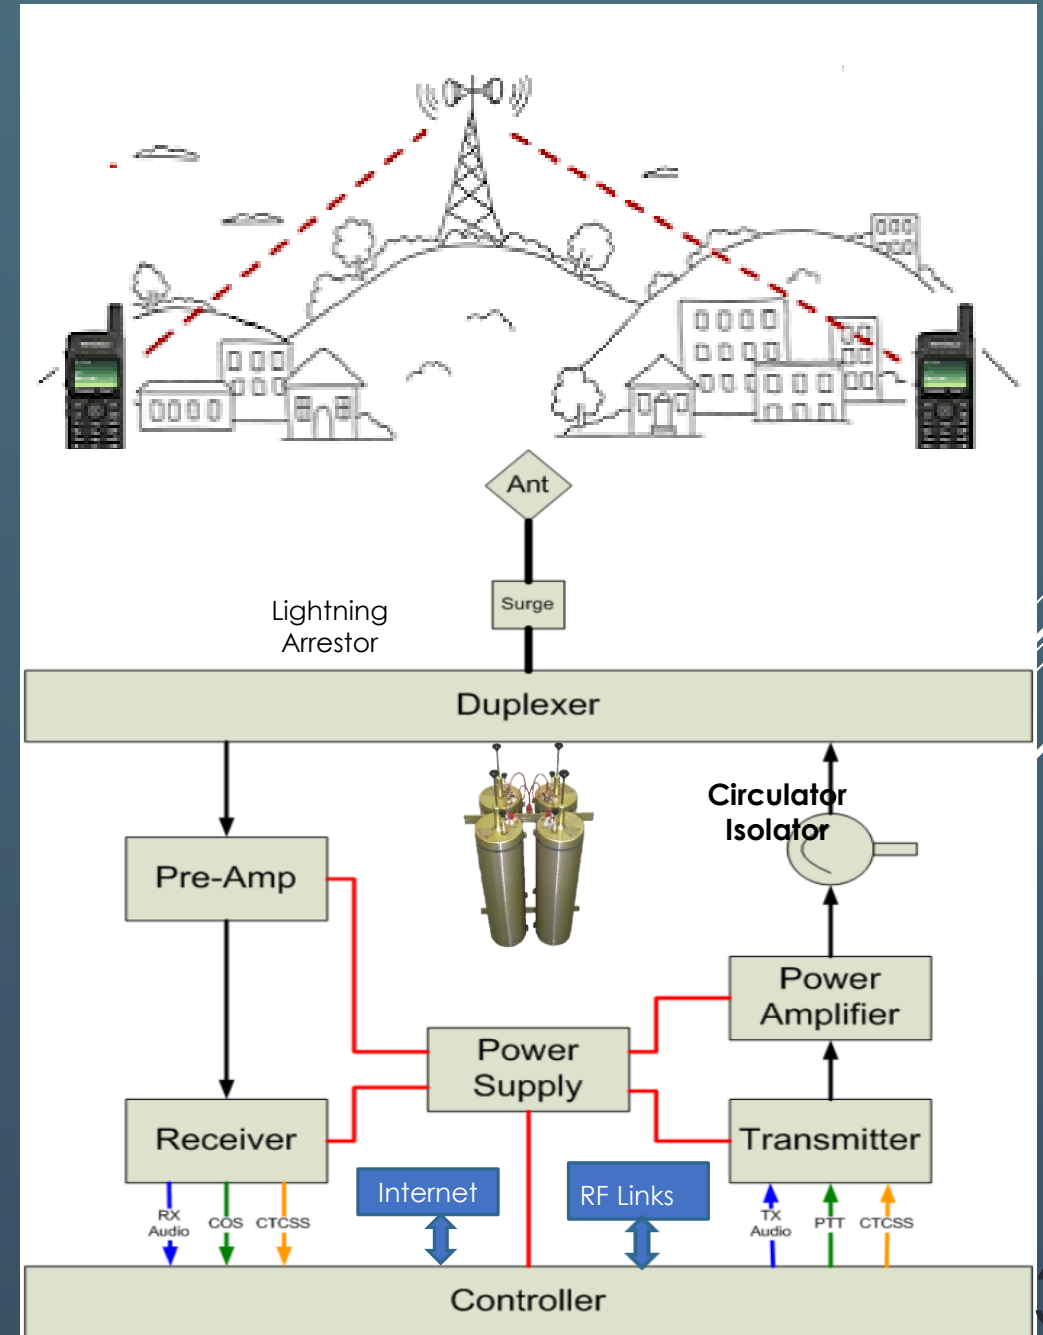 Ant
Surge
Lightning
Arrestor
Duplexer
Circulator
Isolator
Pre-Amp
Power
Amplifier
Power
Supply
Receiver
Transmitter
Internet
RF Links
RX
Audio
COS
CTCSS
TX
Audio
PTT
CTCSS
Controller